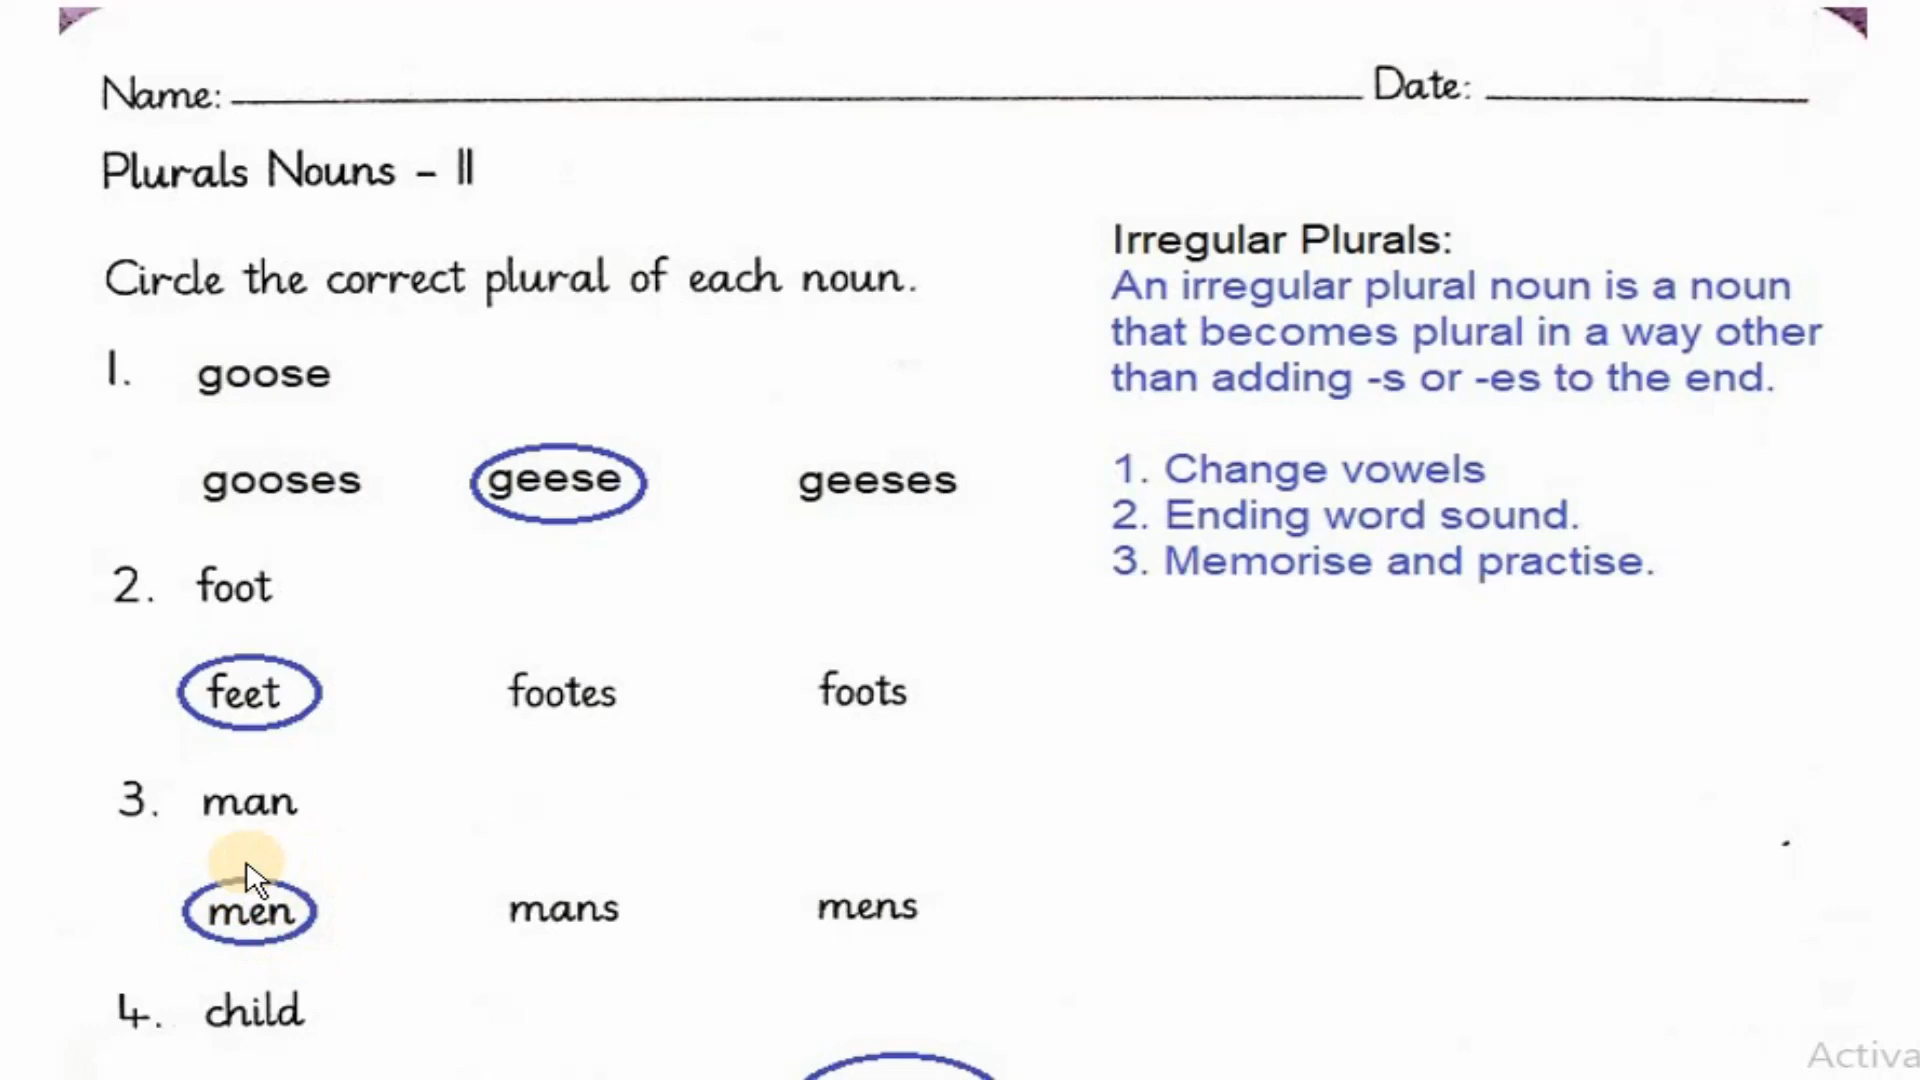 Name: Date:
Plurals Nouns - II
Circle the correct plural of each noun.
1. goose
gooses geese geeses
2. foot
feet footes foots
3. man
men mans mens
4. child
Irregular Plurals:
An irregular plural noun is a noun
that becomes plural in a way other
than adding -s or -es to the end.
1. Change vowels
2. Ending word sound.
3. Memorise and practise.
Activa